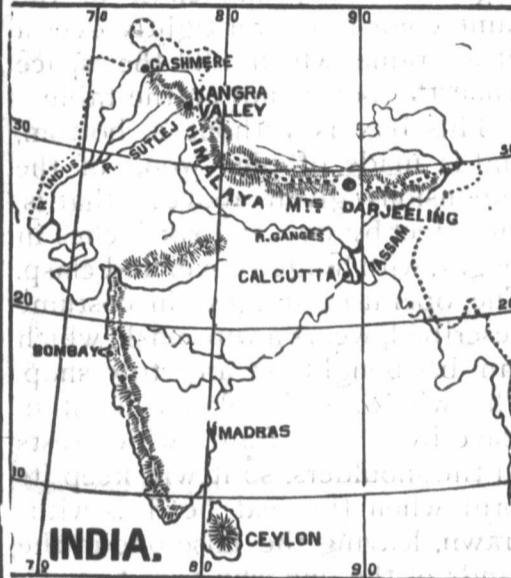 70 80 90
CASHMERE
KANGRA
VALLEY
30
R. INDUS
R. SUTLEJ
HIMALAYA MTS
DARJEELING
R. GANGES
ASSAM
CALCUTTA
20
20
BOMBAY
MADRAS
10
CEYLON
INDIA.
70 80 90